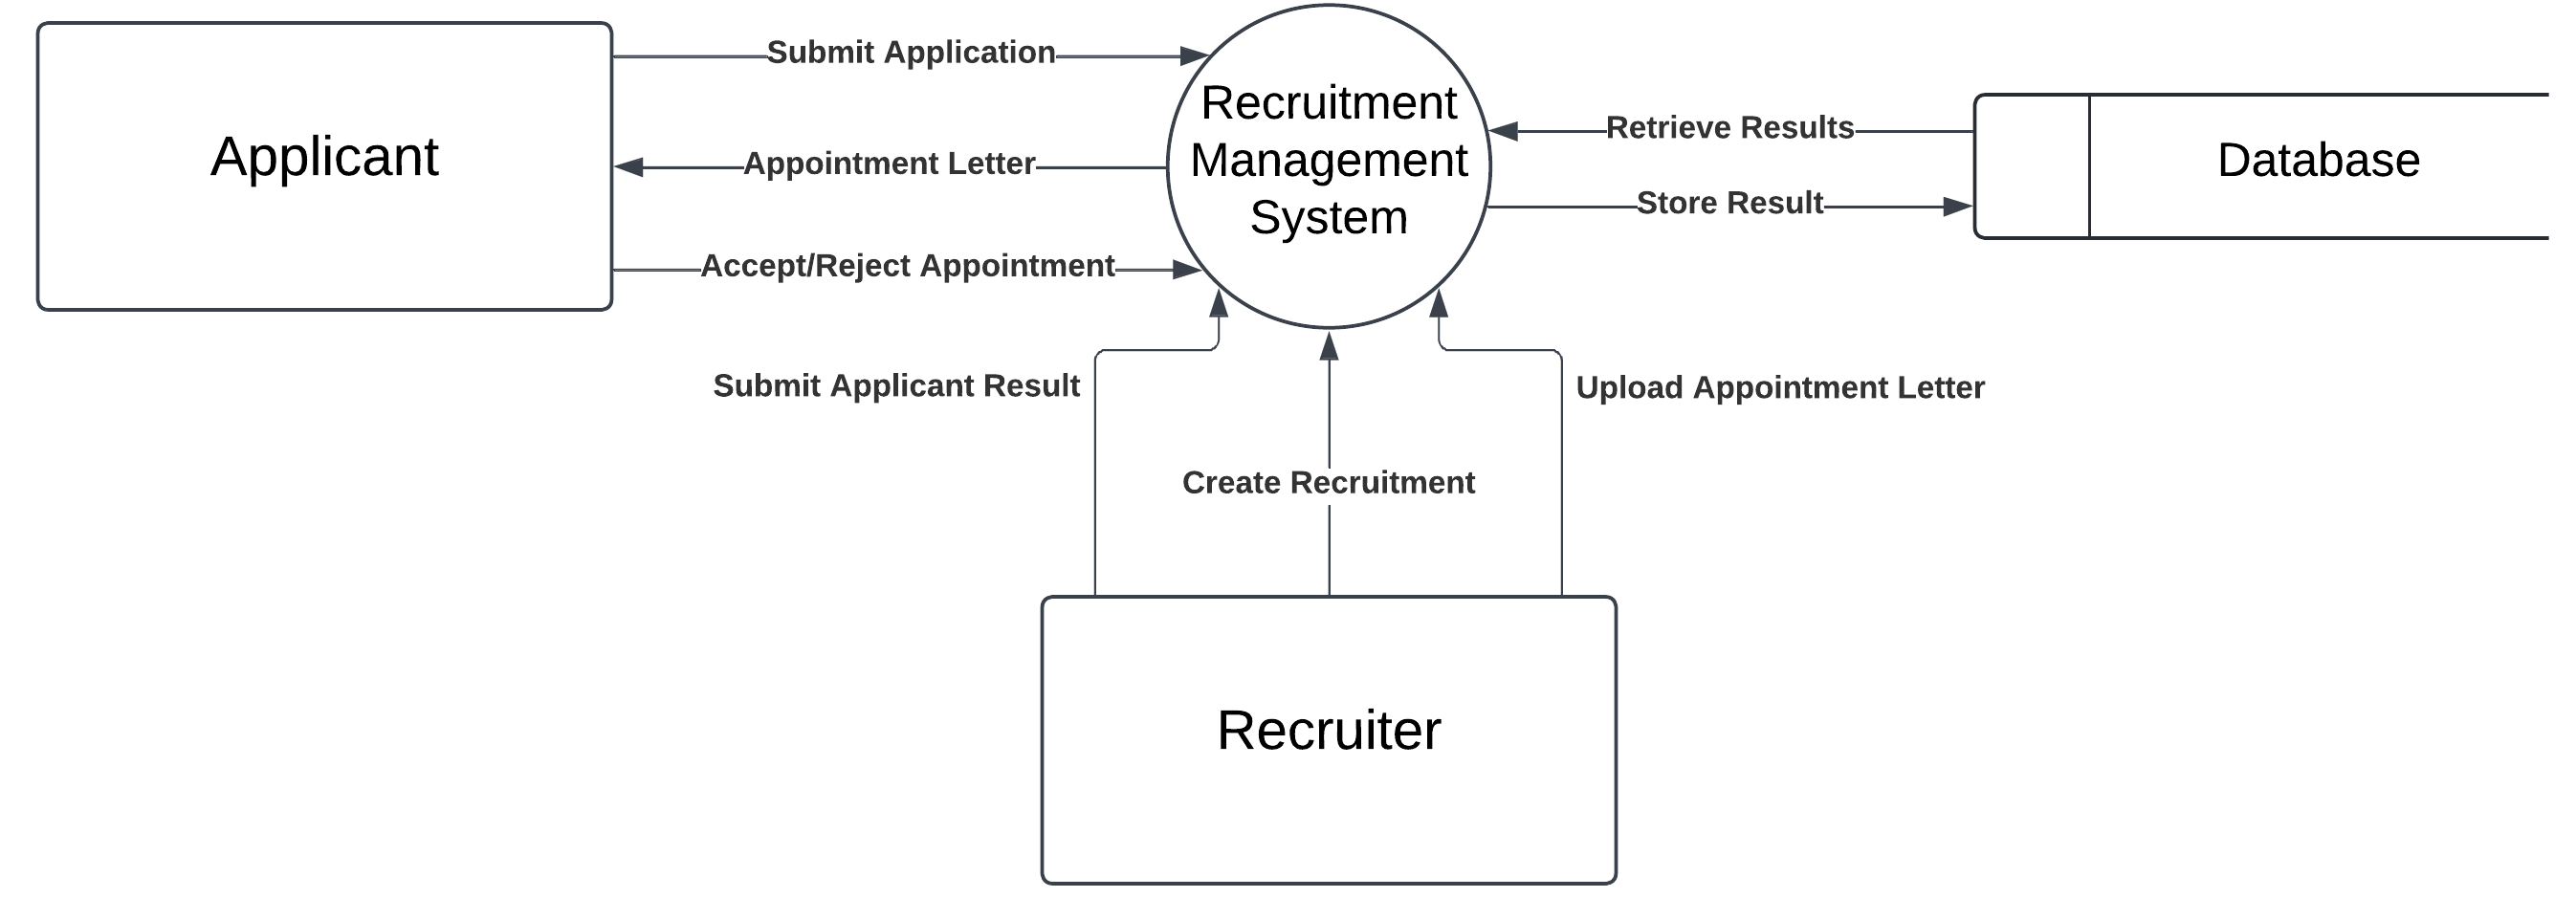 Submit Application
Applicant
Appointment Letter
Accept/Reject Appointment
Recruitment
Management
System
Retrieve Results
Store Result
Database
Submit Applicant Result
Create Recruitment
Upload Appointment Letter
Recruiter